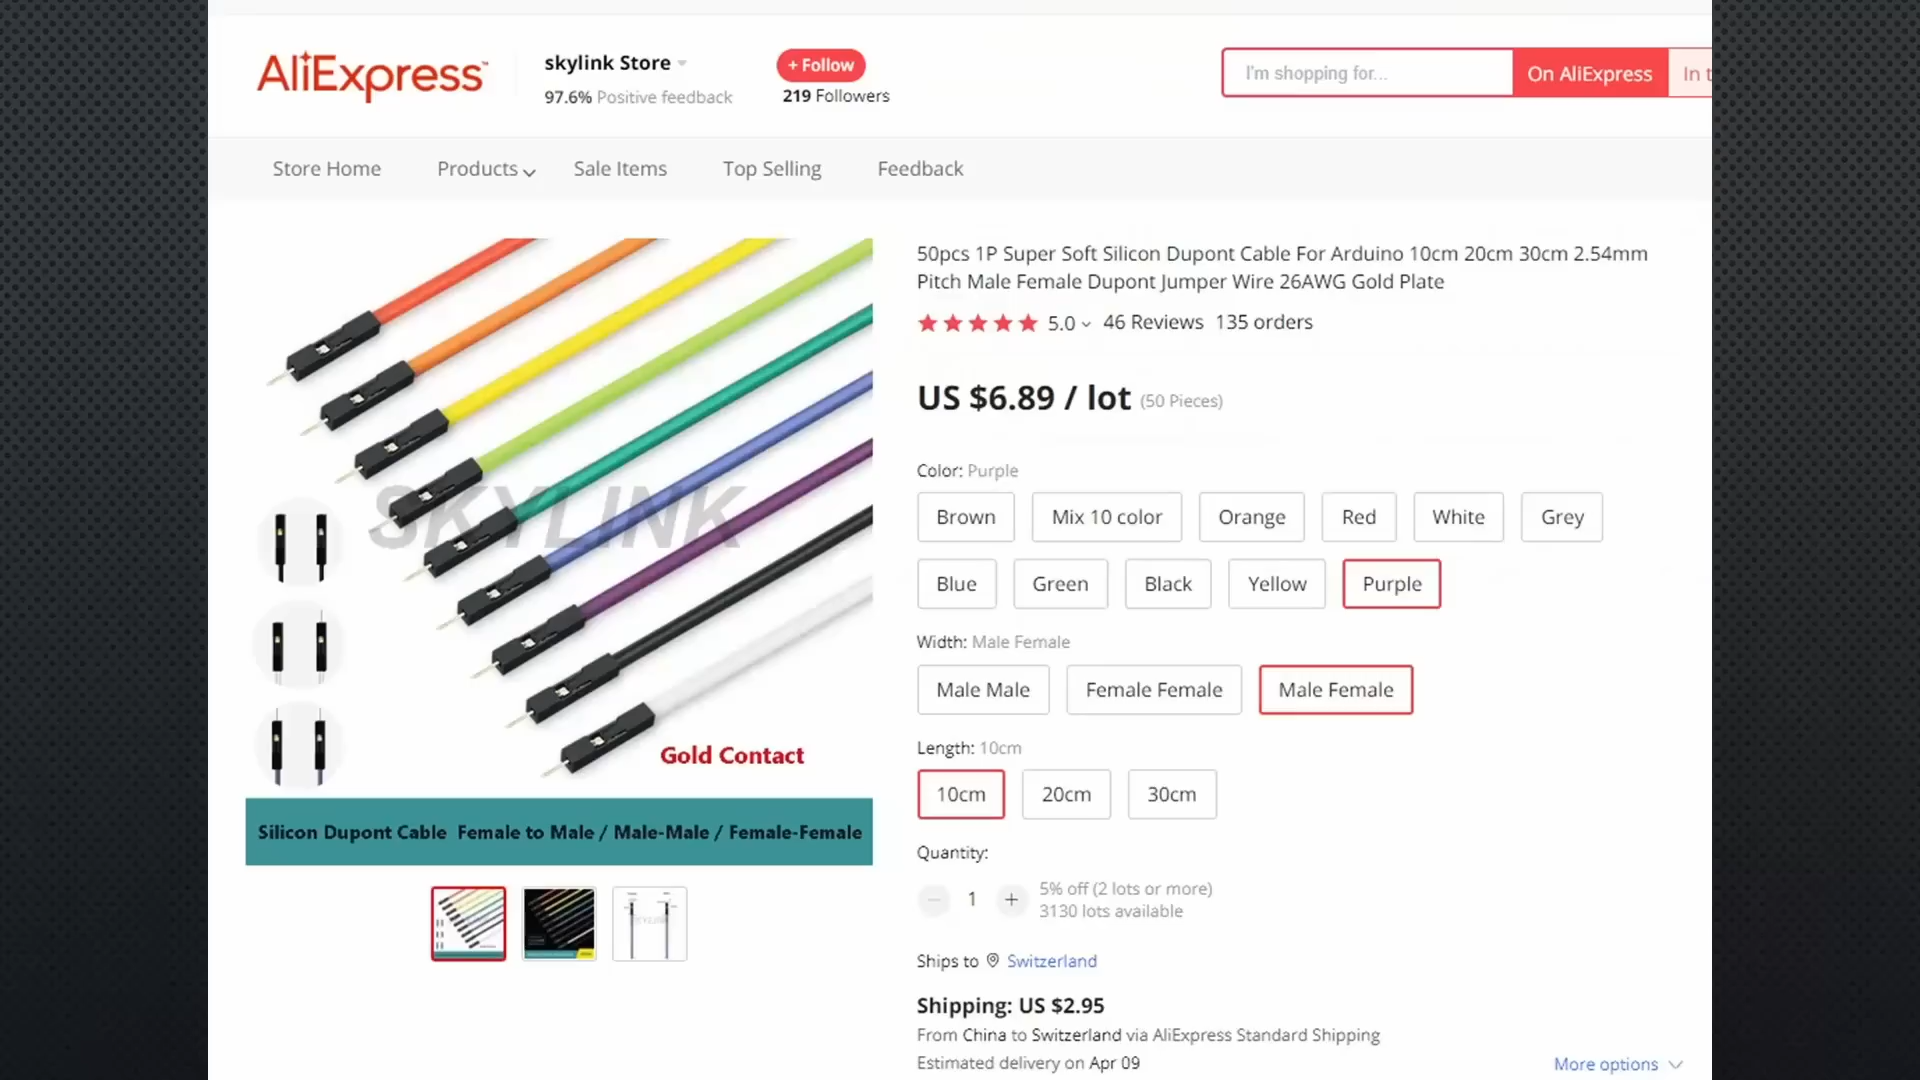 AliExpress™
skylink Store
97.6% Positive feedback
+ Follow
219 Followers
I'm shopping for...
On AliExpress
In t
Store Home
Products
Sale Items
Top Selling
Feedback
SKYLINK
Gold Contact
Silicon Dupont Cable Female to Male / Male-Male / Female-Female
50pcs 1P Super Soft Silicon Dupont Cable For Arduino 10cm 20cm 30cm 2.54mm
Pitch Male Female Dupont Jumper Wire 26AWG Gold Plate
5.0 46 Reviews 135 orders
US $6.89 / lot (50 Pieces)
Color: Purple
Brown Mix 10 color Orange Red White Grey
Blue Green Black Yellow Purple
Width: Male Female
Male Male Female Female Male Female
Length: 10cm
10cm 20cm 30cm
Quantity:
1
5% off (2 lots or more)
3130 lots available
Ships to Switzerland
Shipping: US $2.95
From China to Switzerland via AliExpress Standard Shipping
Estimated delivery on Apr 09
More options